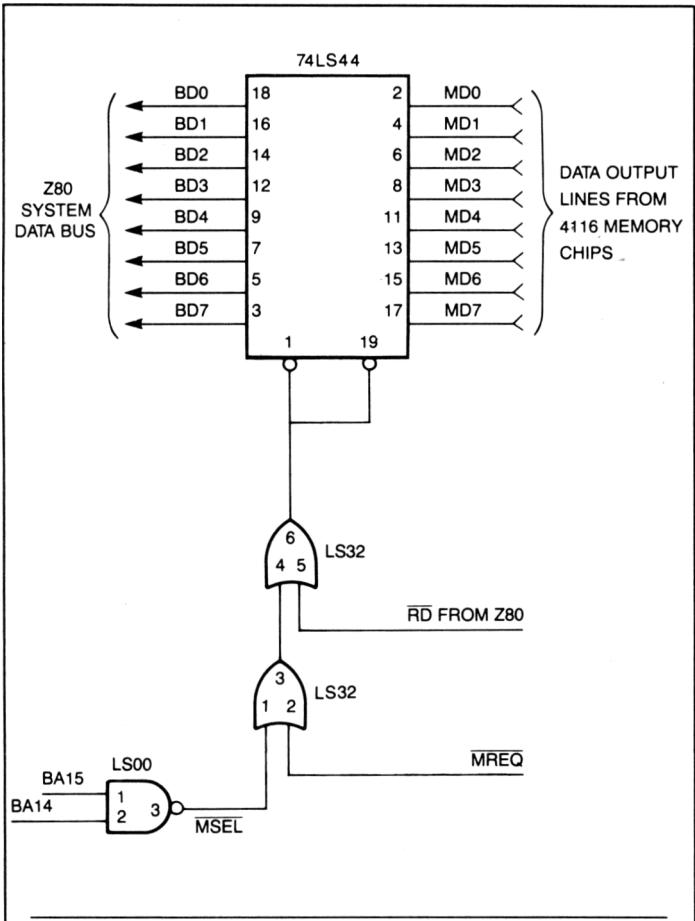 74LS44
BD0 18 2 MD0
BD1 16 4 MD1
BD2 14 6 MD2
BD3 12 8 MD3
BD4 9 11 MD4
BD5 7 13 MD5
BD6 5 15 MD6
BD7 3 17 MD7
1 19
Z80
SYSTEM
DATA BUS
DATA OUTPUT
LINES FROM
4116 MEMORY
CHIPS
6
4 5
LS32
R̅D̅ FROM Z80
3
1 2
LS32
M̅R̅E̅Q̅
LS00
BA15
BA14
1
2
3
M̅S̅E̅L̅